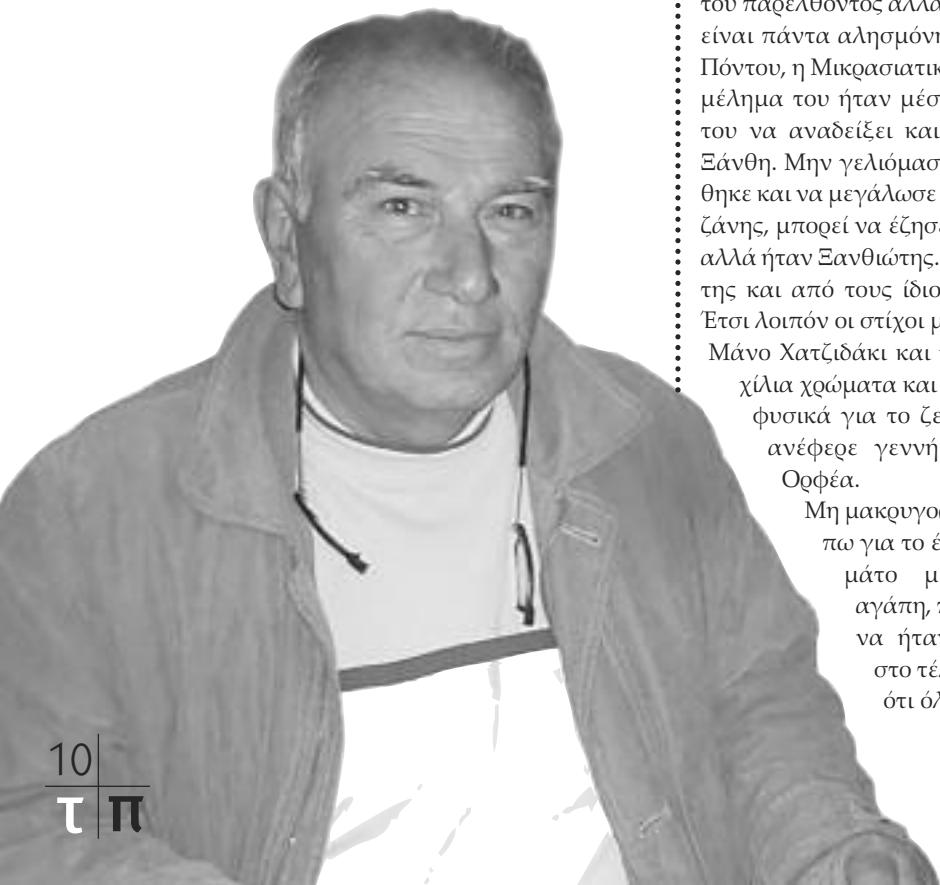 του παρελθόντος αλλά
είναι πάντα αλησμόνη
Πόντου, η Μικρασιατικ
μέλημα του ήταν μέσ
του να αναδείξει και
Ξάνθη. Μην γελιόμασ
θηκε και να μεγάλωσε
ζάνης, μπορεί να έζησε
αλλά ήταν Ξανθιώτης.
της και από τους ίδιο
Έτσι λοιπόν οι στίχοι μ
Μάνο Χατζιδάκι και
χίλια χρώματα και
φυσικά για το ζε
ανέφερε γεννή
Ορφέα.
Μη μακρυγο
πω για το έ
μάτο μ
αγάπη,
να ήταν
στο τέλ
ότι όλ
10
τ π